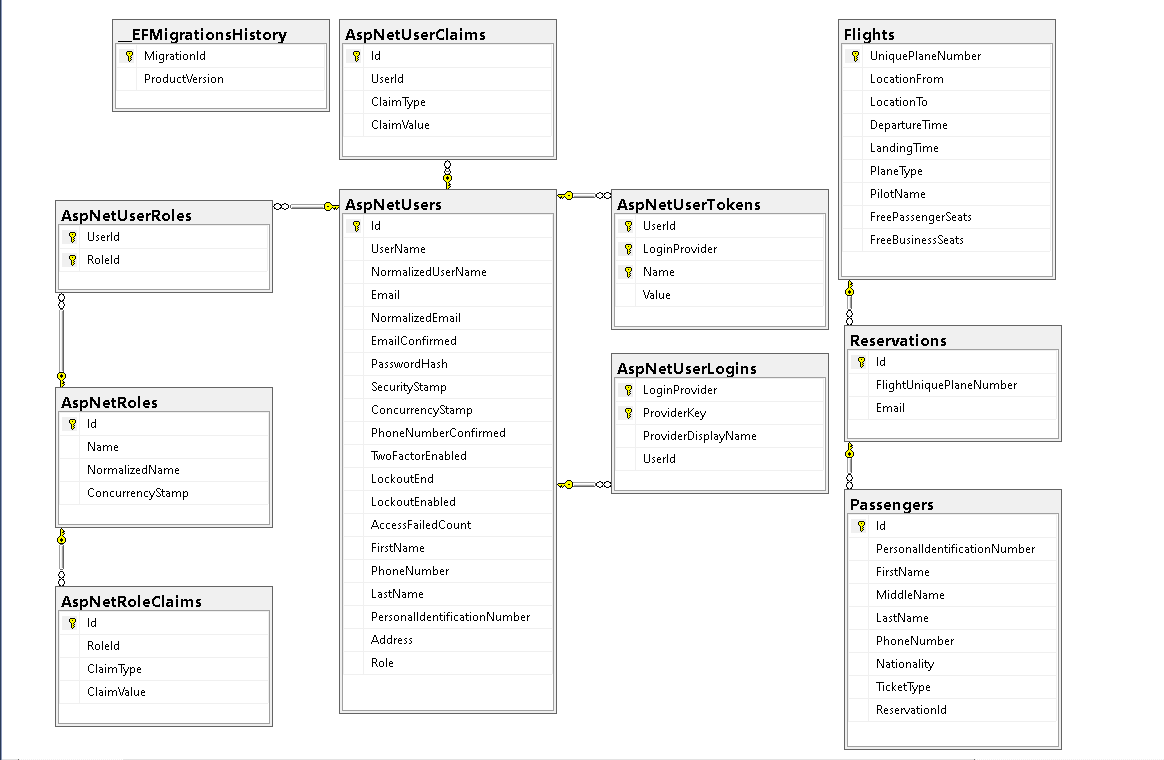 __EFMigrationsHistory
MigrationId
ProductVersion
AspNetUserClaims
Id
UserId
ClaimType
ClaimValue
Flights
UniquePlaneNumber
LocationFrom
LocationTo
DepartureTime
LandingTime
PlaneType
PilotName
FreePassengerSeats
FreeBusinessSeats
AspNetUserRoles
UserId
RoleId
AspNetUsers
Id
UserName
NormalizedUserName
Email
NormalizedEmail
EmailConfirmed
PasswordHash
SecurityStamp
ConcurrencyStamp
PhoneNumberConfirmed
TwoFactorEnabled
LockoutEnd
LockoutEnabled
AccessFailedCount
FirstName
PhoneNumber
LastName
PersonalIdentificationNumber
Address
Role
AspNetUserTokens
UserId
LoginProvider
Name
Value
AspNetUserLogins
LoginProvider
ProviderKey
ProviderDisplayName
UserId
Reservations
Id
FlightUniquePlaneNumber
Email
AspNetRoles
Id
Name
NormalizedName
ConcurrencyStamp
Passengers
Id
PersonalIdentificationNumber
FirstName
MiddleName
LastName
PhoneNumber
Nationality
TicketType
ReservationId
AspNetRoleClaims
Id
RoleId
ClaimType
ClaimValue